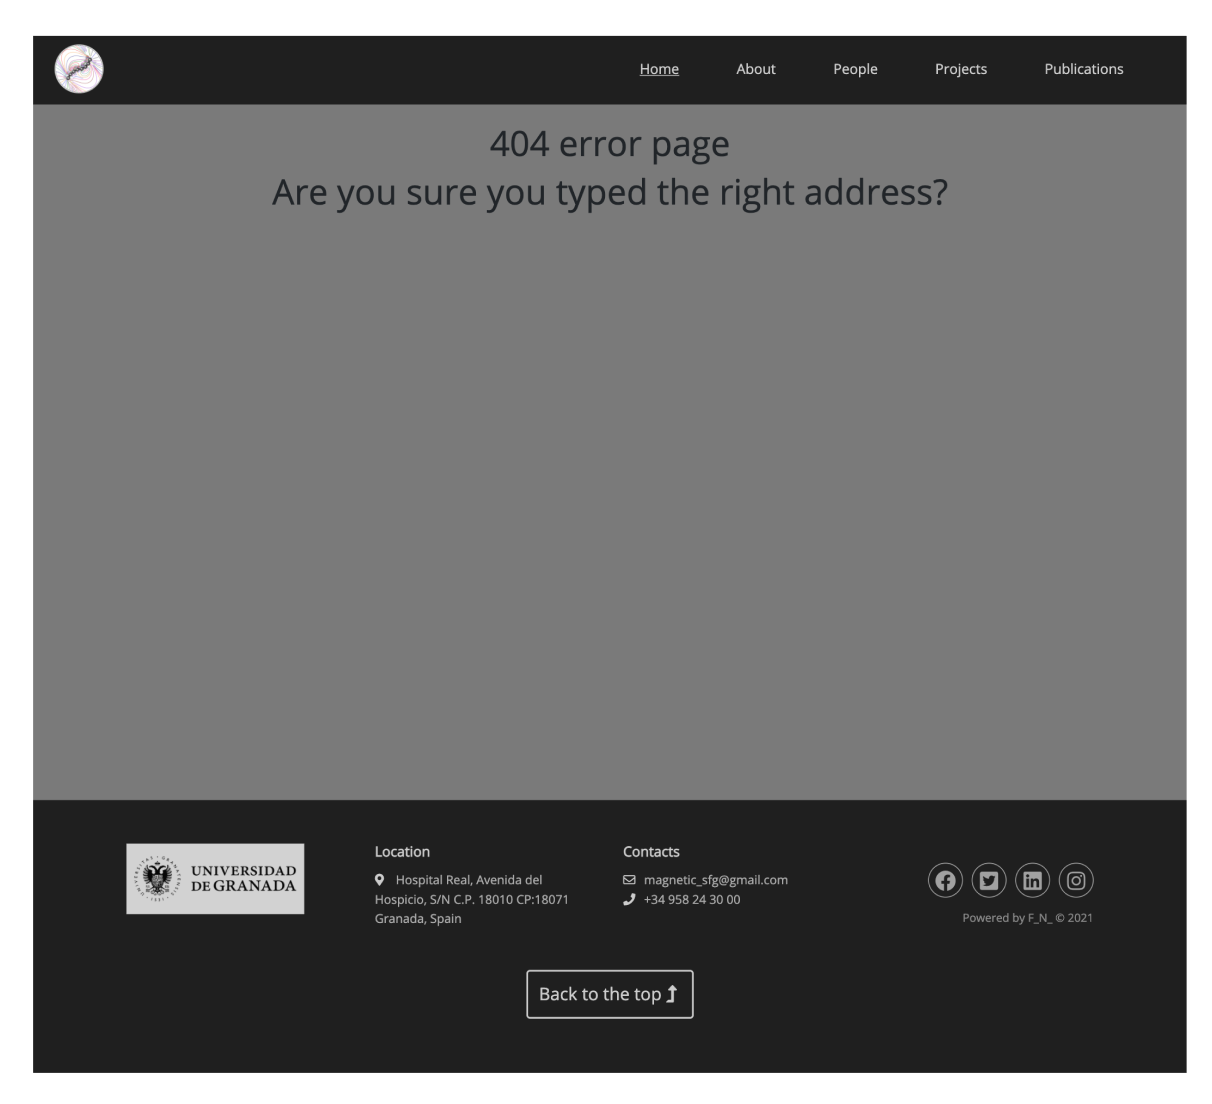 Home About People Projects Publications
404 error page
Are you sure you typed the right address?
UNIVERSIDAD
DE GRANADA
Location
Hospital Real, Avenida del
Hospicio, S/N C.P. 18010 CP:18071
Granada, Spain
Contacts
magnetic_sfg@gmail.com
+34 958 24 30 00
Powered by F_N_ © 2021
Back to the top